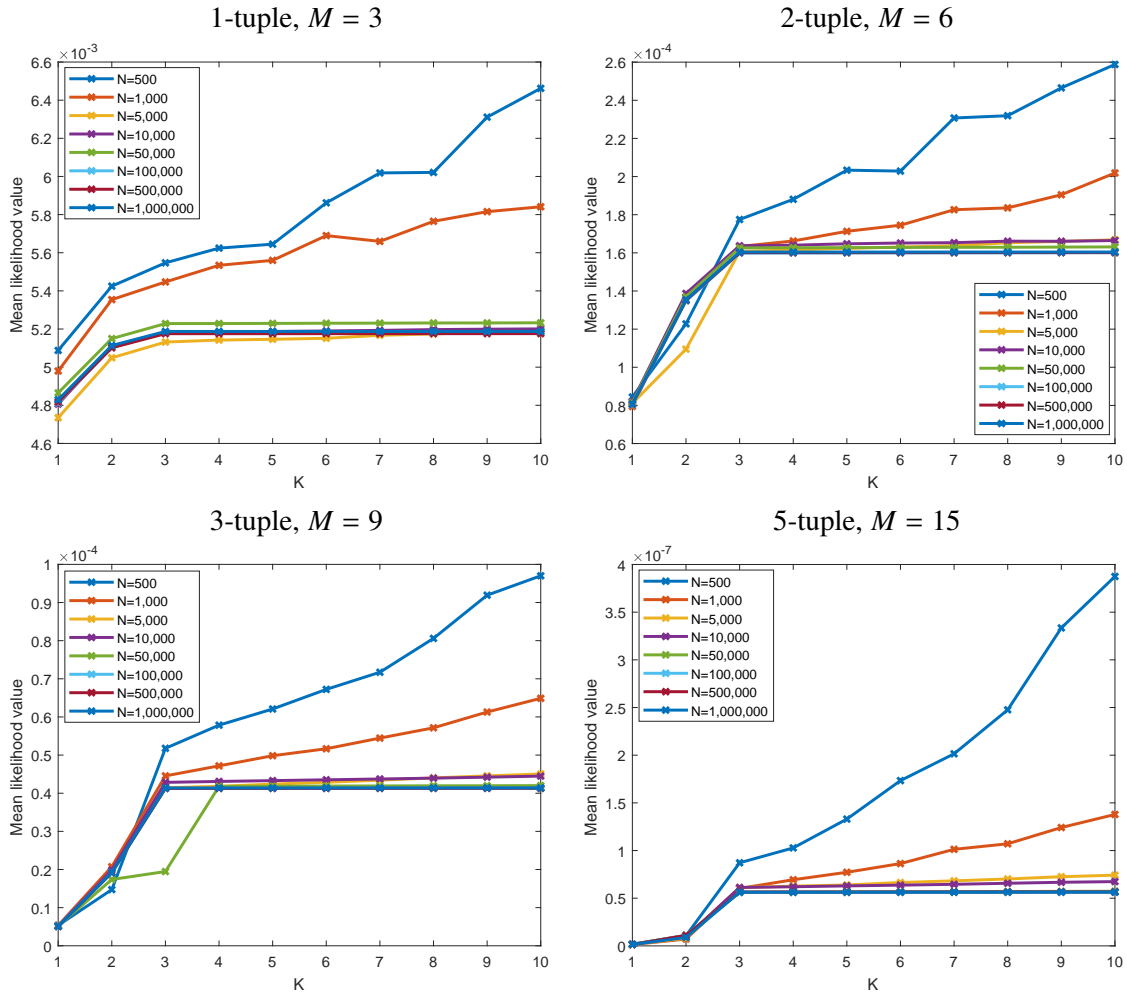 1-tuple, M = 3
×10⁻³
6.6
6.4
6.2
6
5.8
5.6
5.4
5.2
5
4.8
4.6
Mean likelihood value
N=500
N=1,000
N=5,000
N=10,000
N=50,000
N=100,000
N=500,000
N=1,000,000
1 2 3 4 5 6 7 8 9 10
K
2-tuple, M = 6
×10⁻⁴
2.6
2.4
2.2
2
1.8
1.6
1.4
1.2
1
0.8
0.6
Mean likelihood value
N=500
N=1,000
N=5,000
N=10,000
N=50,000
N=100,000
N=500,000
N=1,000,000
1 2 3 4 5 6 7 8 9 10
K
3-tuple, M = 9
×10⁻⁴
1
0.9
0.8
0.7
0.6
0.5
0.4
0.3
0.2
0.1
0
Mean likelihood value
N=500
N=1,000
N=5,000
N=10,000
N=50,000
N=100,000
N=500,000
N=1,000,000
1 2 3 4 5 6 7 8 9 10
K
5-tuple, M = 15
×10⁻⁷
4
3.5
3
2.5
2
1.5
1
0.5
0
Mean likelihood value
N=500
N=1,000
N=5,000
N=10,000
N=50,000
N=100,000
N=500,000
N=1,000,000
1 2 3 4 5 6 7 8 9 10
K